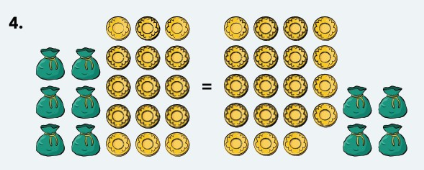 4.
=